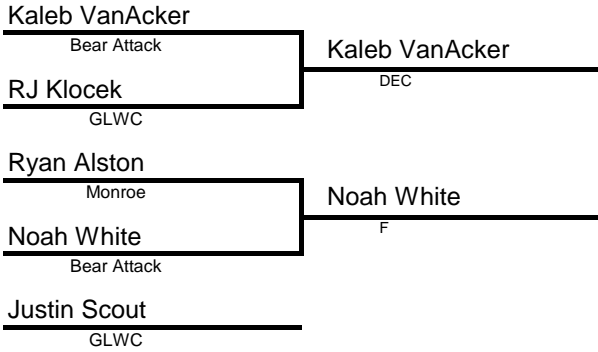 Kaleb VanAcker
Bear Attack
Kaleb VanAcker
DEC
RJ Klocek
GLWC
Ryan Alston
Monroe
Noah White
F
Noah White
Bear Attack
Justin Scout
GLWC